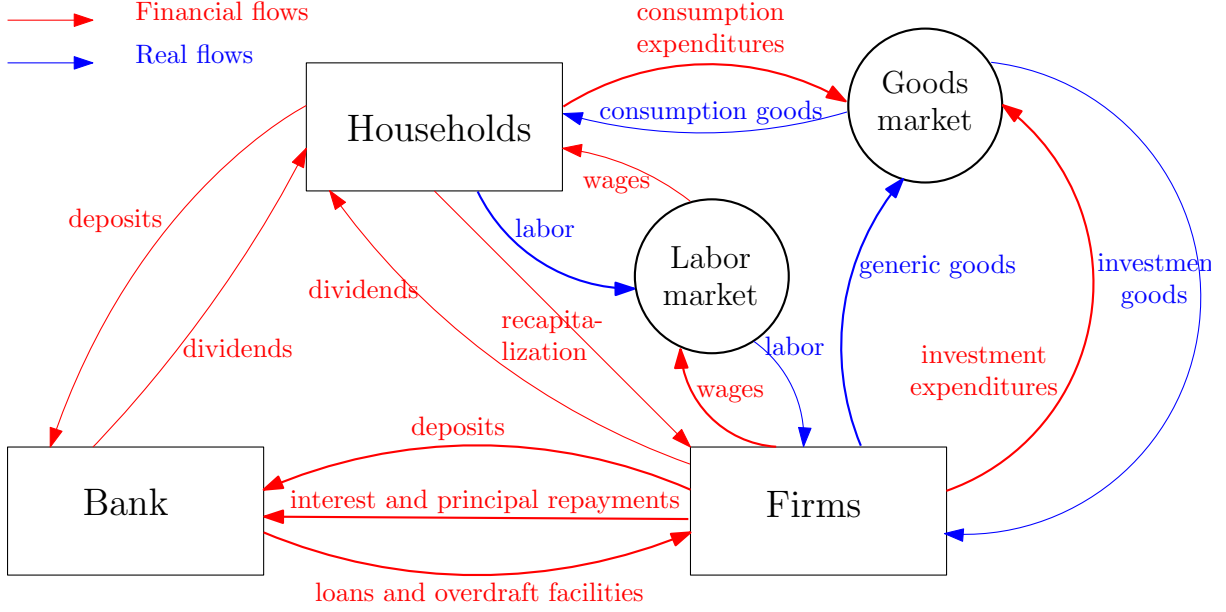 Financial flows
Real flows
consumption
expenditures
Goods
market
consumption goods
Households
wages
deposits
labor
Labor
market
generic goods
investmen
goods
dividends
recapita-
lization
dividends
labor
investment
expenditures
wages
deposits
Bank
interest and principal repayments
Firms
loans and overdraft facilities